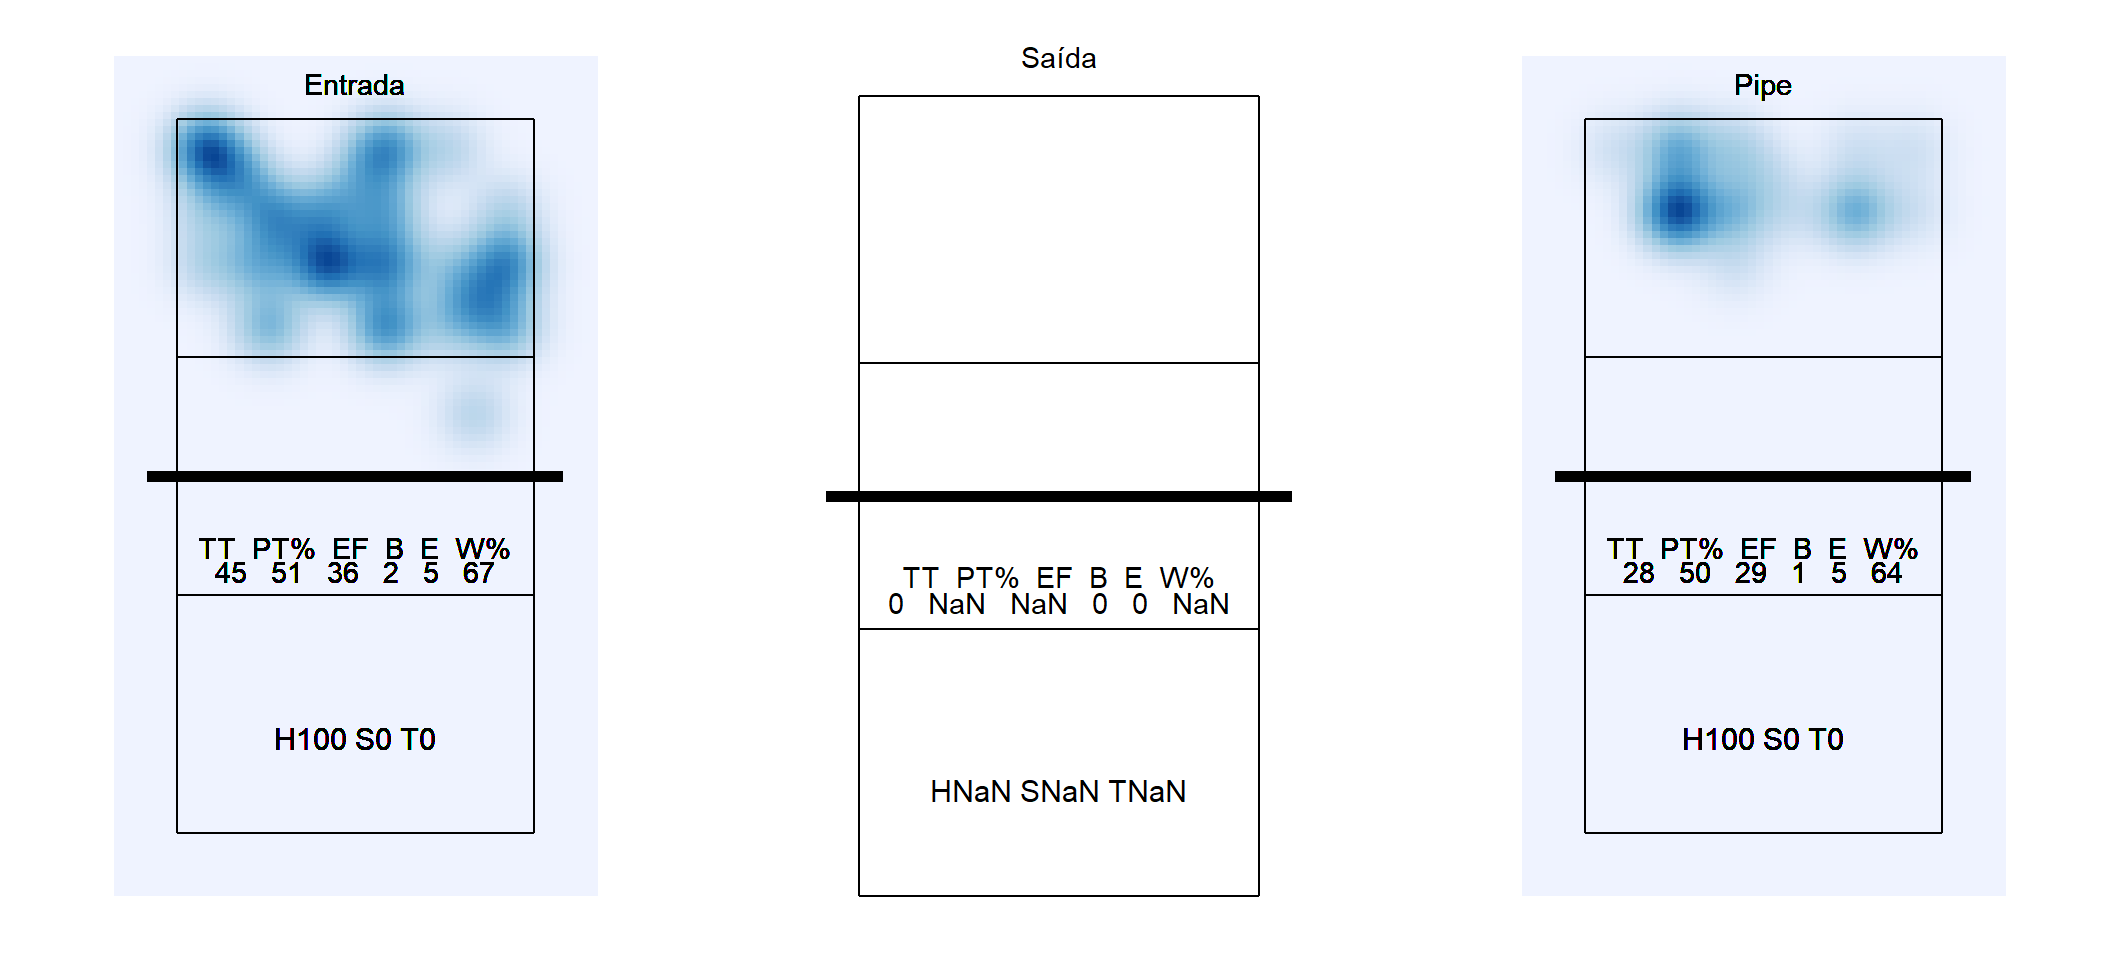 Entrada
TT PT% EF B E W%
45 51 36 2 5 67
H100 S0 T0
Saída
TT PT% EF B E W%
0 NaN NaN 0 0 NaN
HNaN SNaN TNaN
Pipe
TT PT% EF B E W%
28 50 29 1 5 64
H100 S0 T0